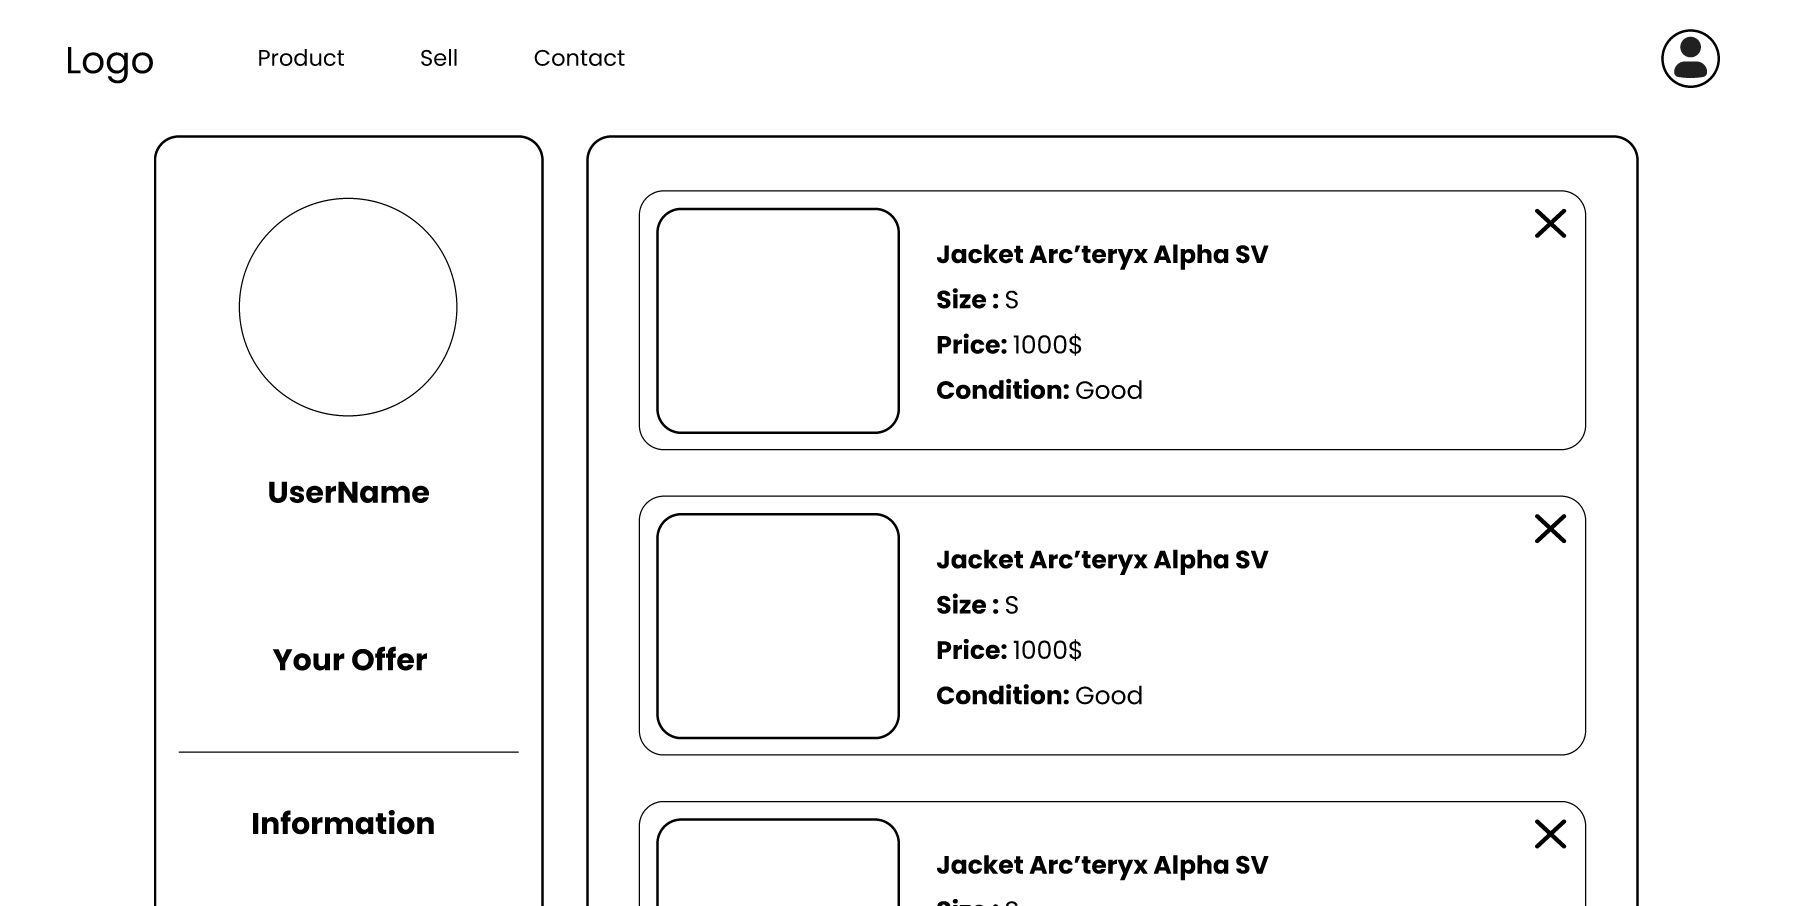 Logo
Product
Sell
Contact
UserName
Your Offer
Information
Jacket Arc’teryx Alpha SV
Size : S
Price: 1000$
Condition: Good
Jacket Arc’teryx Alpha SV
Size : S
Price: 1000$
Condition: Good
Jacket Arc’teryx Alpha SV